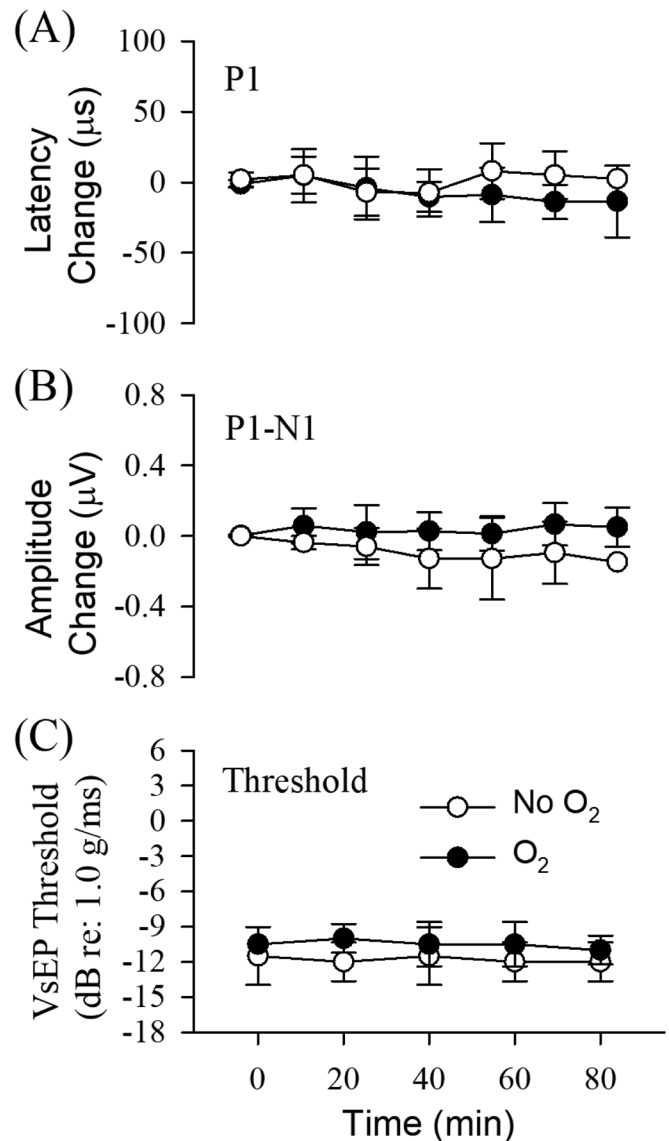 (A)
100
50
0
-50
-100
Latency
Change (μs)
P1
(B)
0.8
0.4
0.0
-0.4
-0.8
Amplitude
Change (μV)
P1-N1
(C)
6
3
0
-3
-6
-9
-12
-15
-18
VsEP Threshold
(dB re: 1.0 g/ms)
Threshold
No O₂
O₂
0 20 40 60 80
Time (min)